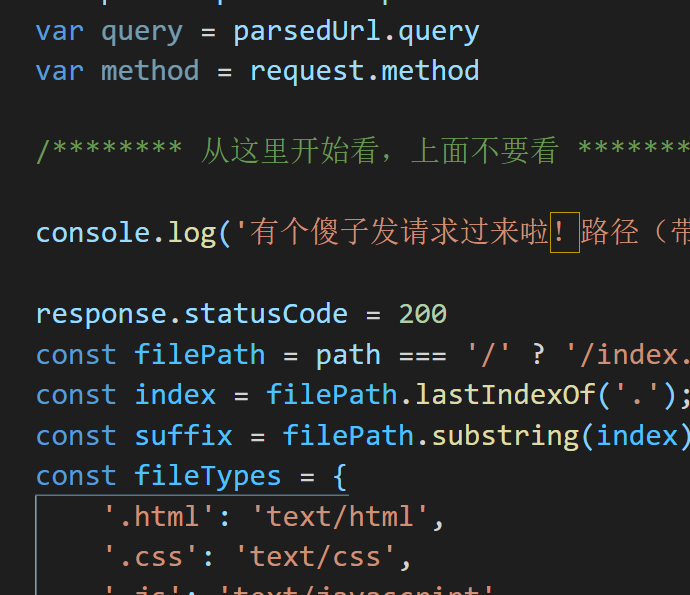 var query = parsedUrl.query
var method = request.method
/******** 从这里开始看，上面不要看 *******
console.log('有个傻子发请求过来啦！路径（带
response.statusCode = 200
const filePath = path === '/' ? '/index.
const index = filePath.lastIndexOf('.');
const suffix = filePath.substring(index)
const fileTypes = {
'.html': 'text/html',
'.css': 'text/css',
'.js': 'text/javascript'